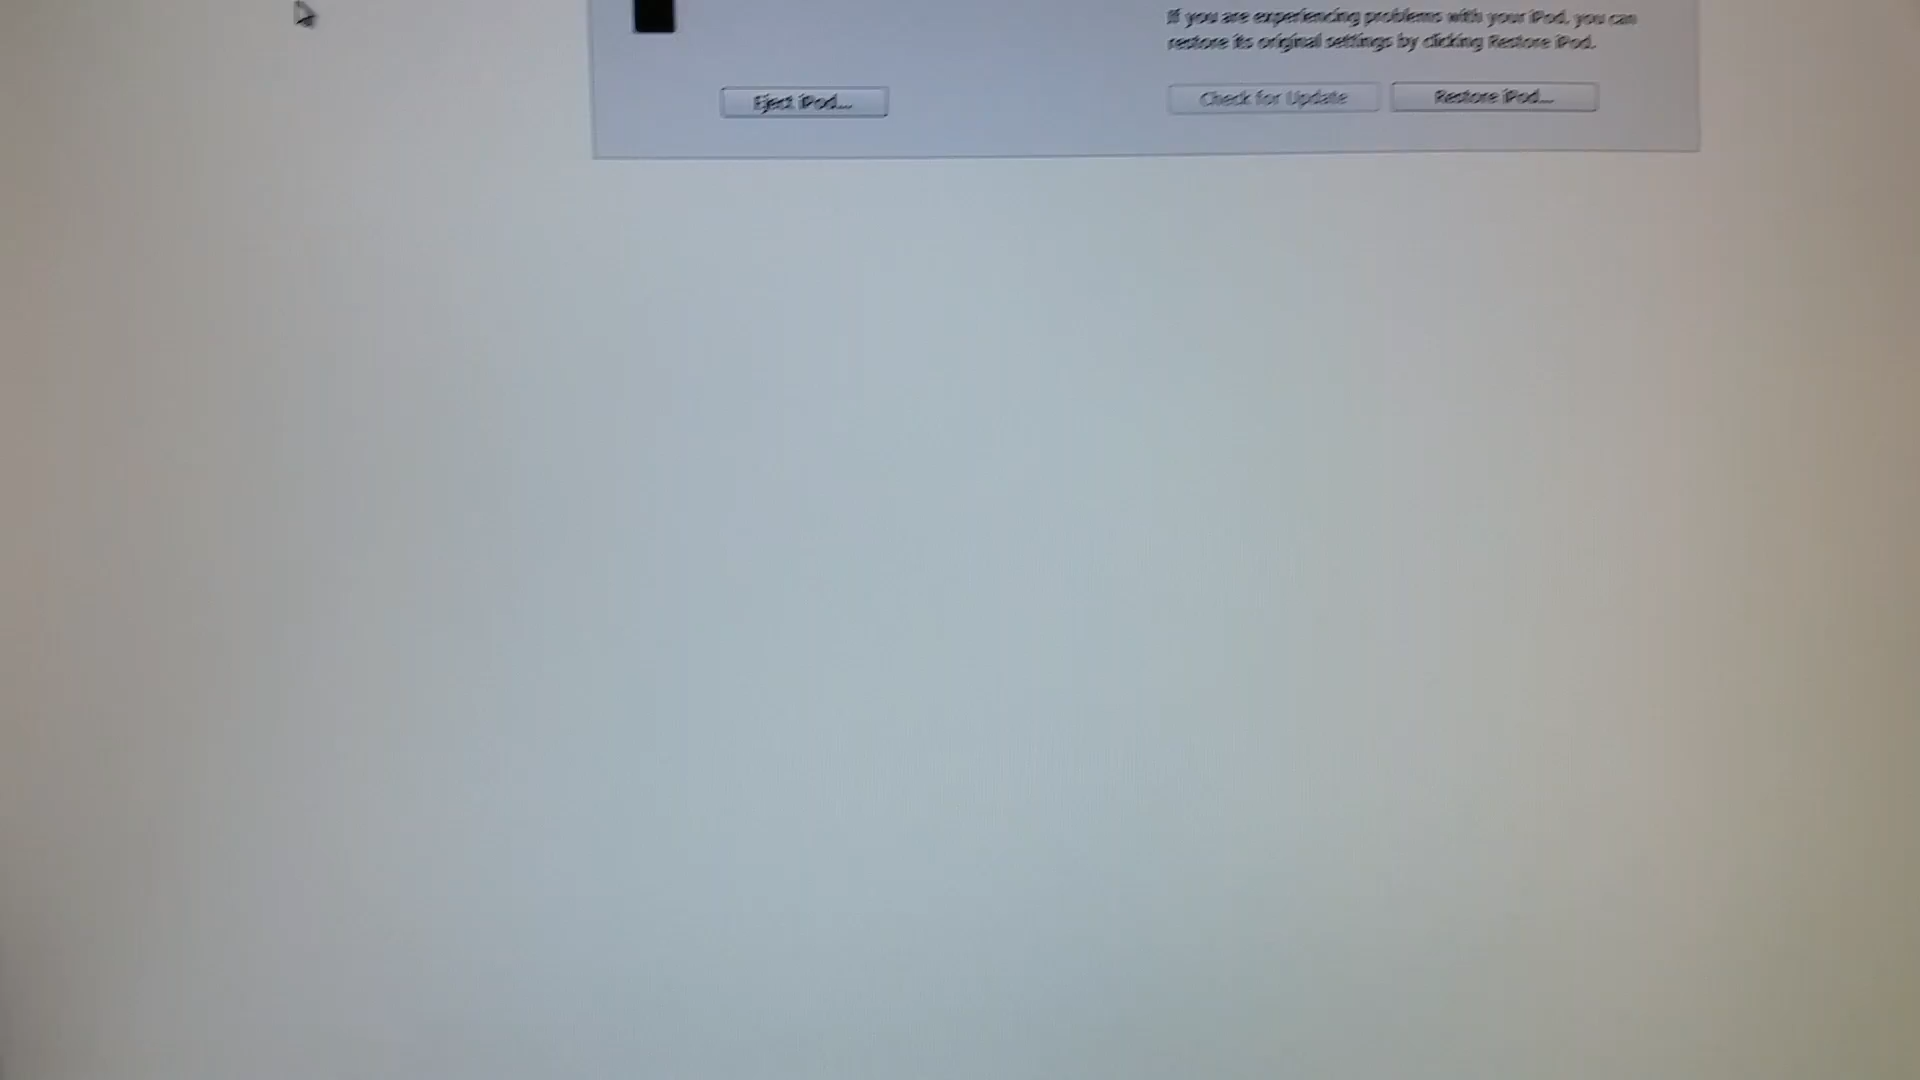 If you are experiencing problems with your iPod, you can
restore its original settings by clicking Restore iPod.
Eject iPod...
Check for Update
Restore iPod...